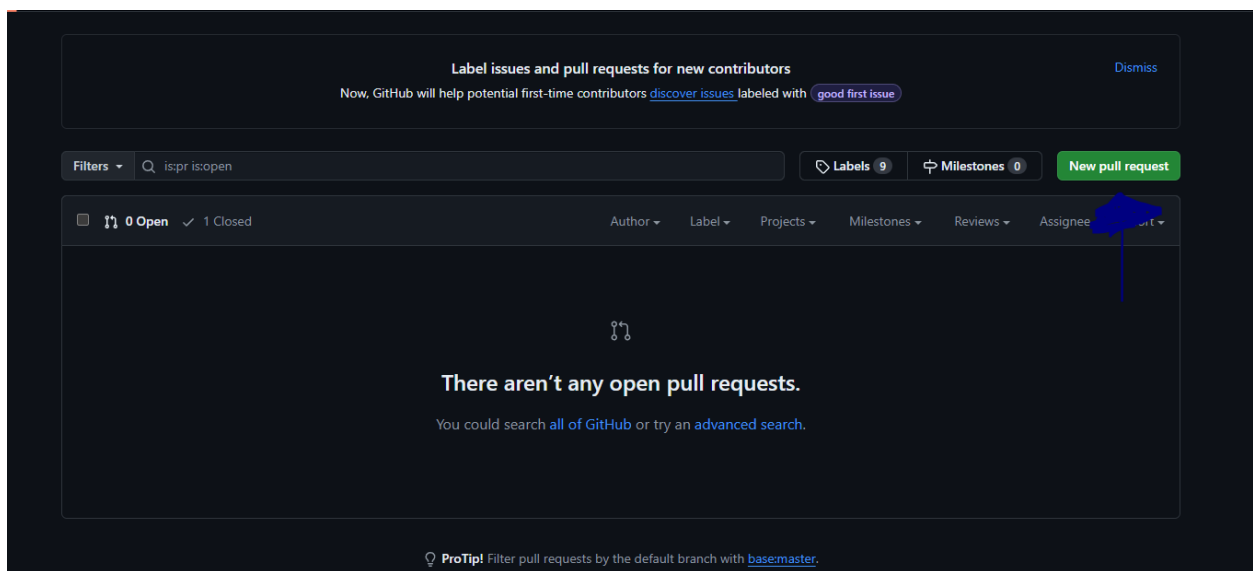 Label issues and pull requests for new contributors
Dismiss
Now, GitHub will help potential first-time contributors discover issues labeled with good first issue
Filters is:pr is:open Labels 9 Milestones 0 New pull request
0 Open 1 Closed Author Label Projects Milestones Reviews Assignee
There aren’t any open pull requests.
You could search all of GitHub or try an advanced search.
ProTip! Filter pull requests by the default branch with base:master.